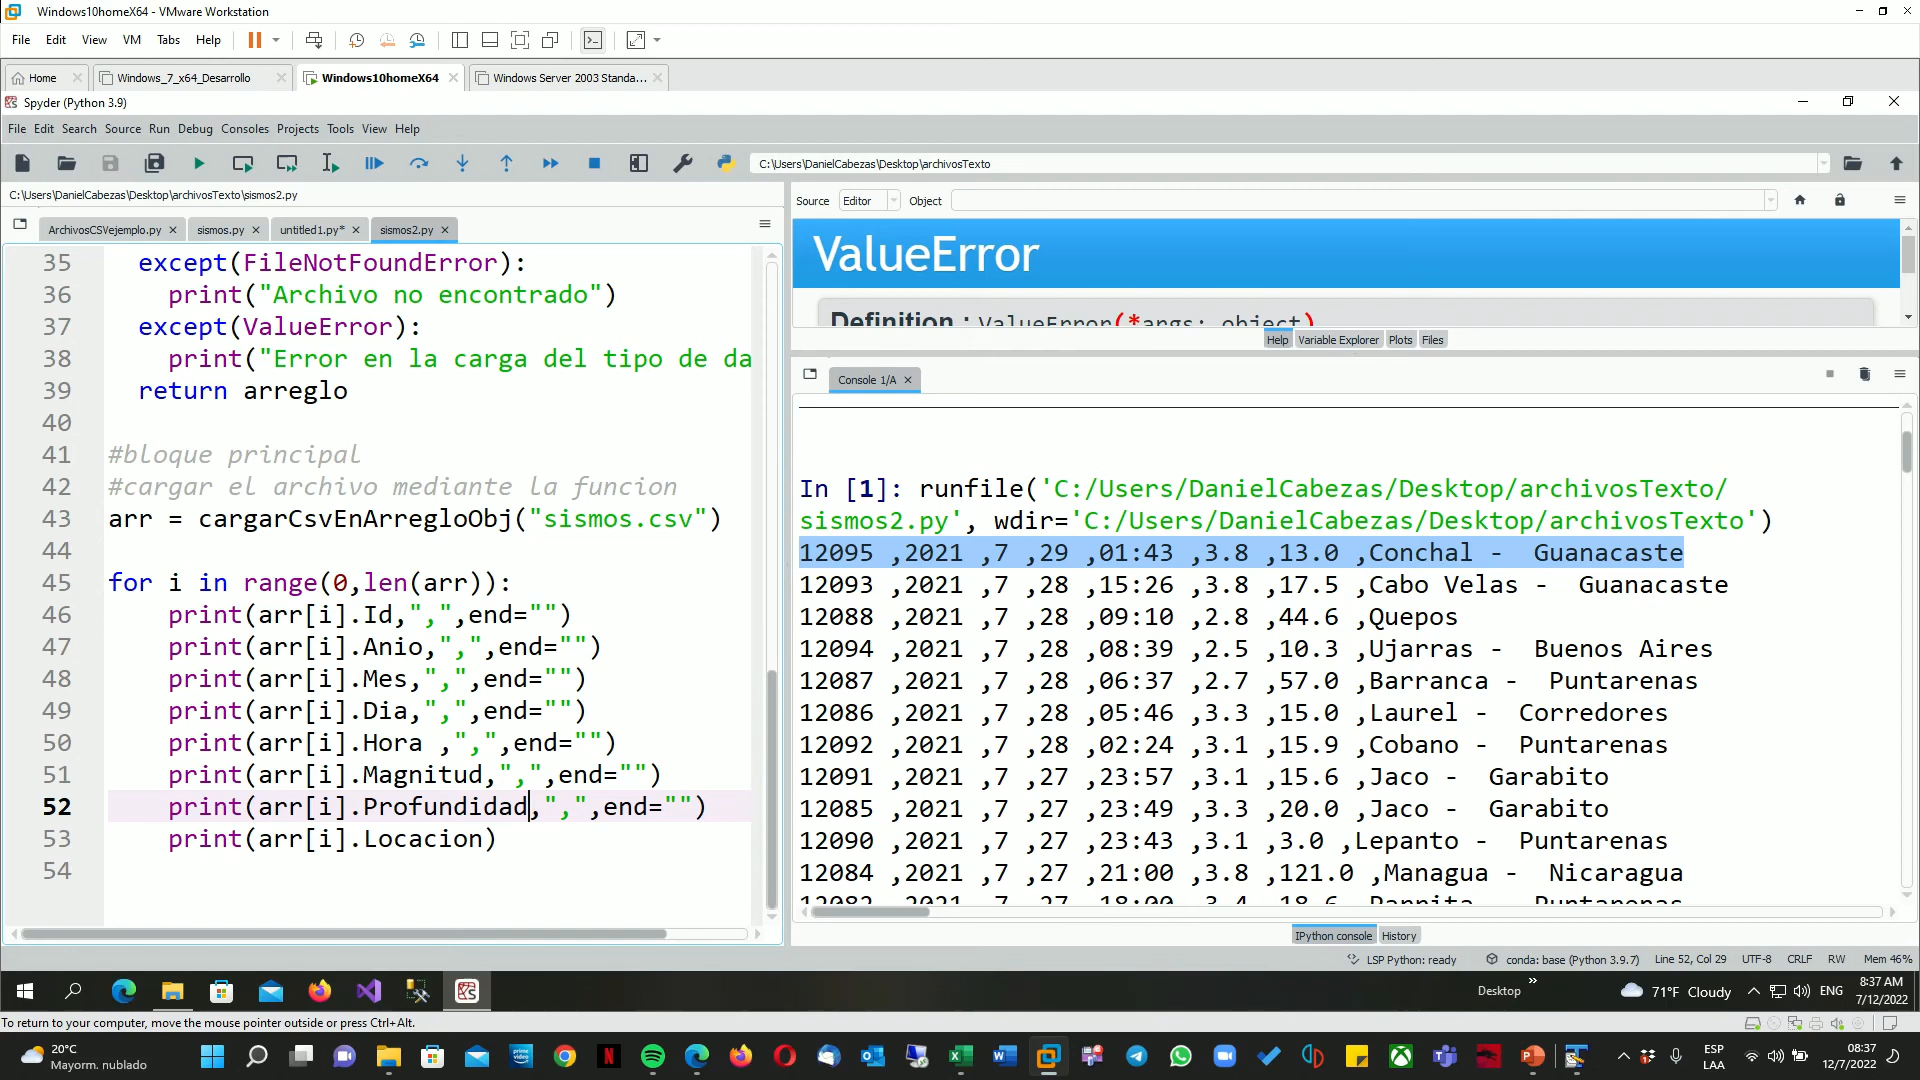 Windows10homeX64 - VMware Workstation
File Edit View VM Tabs Help
Home Windows_7_x64_Desarrollo Windows10homeX64 Windows Server 2003 Standa...
Spyder (Python 3.9)
File Edit Search Source Run Debug Consoles Projects Tools View Help
C:\Users\DanielCabezas\Desktop\archivosTexto
C:\Users\DanielCabezas\Desktop\archivosTexto\sismos2.py
ArchivosCSVejemplo.py sismos.py untitled1.py* sismos2.py
35 except(FileNotFoundError):
36 print("Archivo no encontrado")
37 except(ValueError):
38 print("Error en la carga del tipo de da
39 return arreglo
40
41 #bloque principal
42 #cargar el archivo mediante la funcion
43 arr = cargarCsvEnArregloObj("sismos.csv")
44
45 for i in range(0,len(arr)):
46 print(arr[i].Id,",",end="")
47 print(arr[i].Anio,",",end="")
48 print(arr[i].Mes,",",end="")
49 print(arr[i].Dia,",",end="")
50 print(arr[i].Hora ,",",end="")
51 print(arr[i].Magnitud,",",end="")
52 print(arr[i].Profundidad,",",end="")
53 print(arr[i].Locacion)
54
Source Editor Object
ValueError
Definition : ValueError(*args: object)
Help Variable Explorer Plots Files
Console 1/A
In [1]: runfile('C:/Users/DanielCabezas/Desktop/archivosTexto/
sismos2.py', wdir='C:/Users/DanielCabezas/Desktop/archivosTexto')
12095 ,2021 ,7 ,29 ,01:43 ,3.8 ,13.0 ,Conchal -  Guanacaste
12093 ,2021 ,7 ,28 ,15:26 ,3.8 ,17.5 ,Cabo Velas -  Guanacaste
12088 ,2021 ,7 ,28 ,09:10 ,2.8 ,44.6 ,Quepos
12094 ,2021 ,7 ,28 ,08:39 ,2.5 ,10.3 ,Ujarras -  Buenos Aires
12087 ,2021 ,7 ,28 ,06:37 ,2.7 ,57.0 ,Barranca -  Puntarenas
12086 ,2021 ,7 ,28 ,05:46 ,3.3 ,15.0 ,Laurel -  Corredores
12092 ,2021 ,7 ,28 ,02:24 ,3.1 ,15.9 ,Cobano -  Puntarenas
12091 ,2021 ,7 ,27 ,23:57 ,3.1 ,15.6 ,Jaco -  Garabito
12085 ,2021 ,7 ,27 ,23:49 ,3.3 ,20.0 ,Jaco -  Garabito
12090 ,2021 ,7 ,27 ,23:43 ,3.1 ,3.0 ,Lepanto -  Puntarenas
12084 ,2021 ,7 ,27 ,21:00 ,3.8 ,121.0 ,Managua -  Nicaragua
IPython console History
LSP Python: ready conda: base (Python 3.9.7) Line 52, Col 29 UTF-8 CRLF RW Mem 46%
Desktop 71°F Cloudy ENG 8:37 AM
7/12/2022
To return to your computer, move the mouse pointer outside or press Ctrl+Alt.
20°C
Mayorm. nublado
ESP
LAA
08:37
12/7/2022